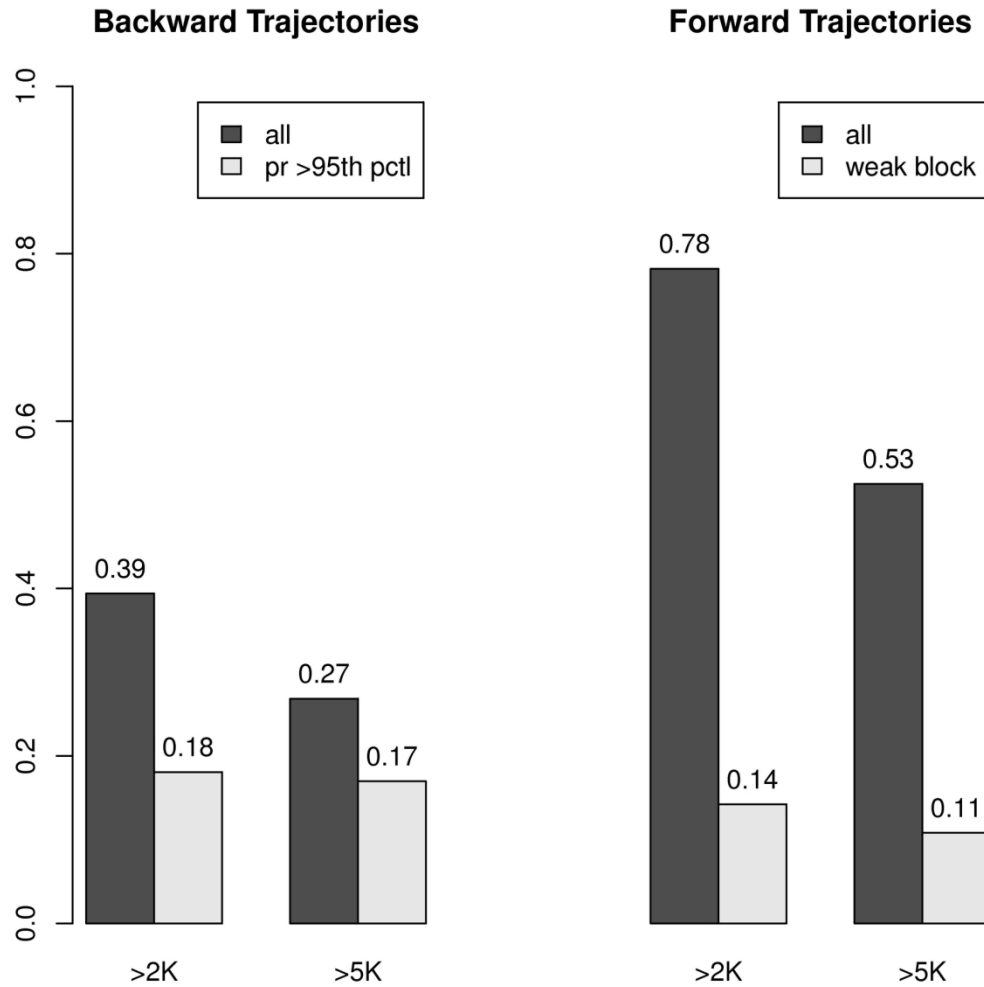 Backward Trajectories
1.0
0.8
0.6
0.4
0.2
0.0
all
pr >95th pctl
0.39
0.18
0.27
0.17
>2K
>5K
Forward Trajectories
all
weak block
0.78
0.14
0.53
0.11
>2K
>5K